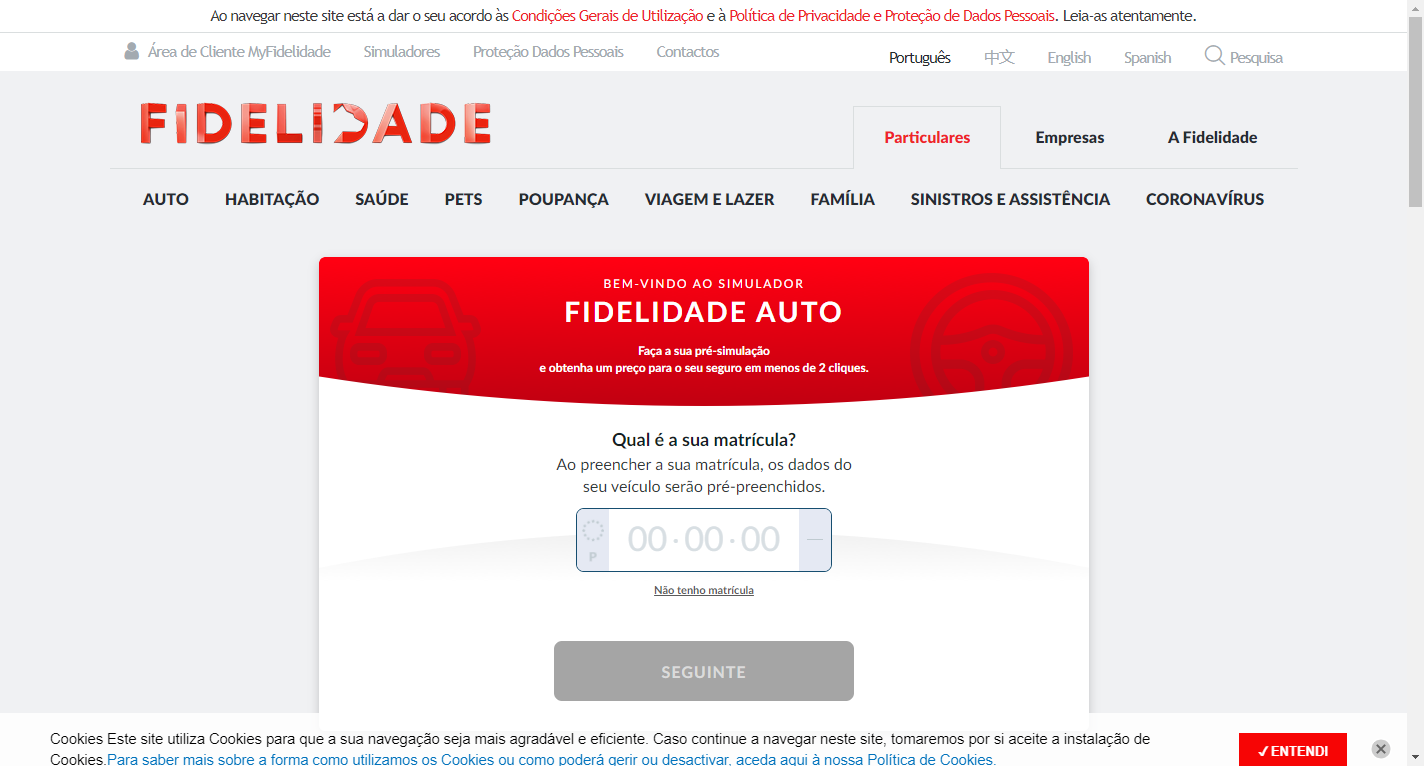 Ao navegar neste site está a dar o seu acordo às Condições Gerais de Utilização e à Política de Privacidade e Proteção de Dados Pessoais. Leia-as atentamente.
Área de Cliente MyFidelidade Simuladores Proteção Dados Pessoais Contactos Português 中文 English Spanish Pesquisa
FIDELIDADE
Particulares Empresas A Fidelidade
AUTO HABITAÇÃO SAÚDE PETS POUPANÇA VIAGEM E LAZER FAMÍLIA SINISTROS E ASSISTÊNCIA CORONAVÍRUS
BEM-VINDO AO SIMULADOR
FIDELIDADE AUTO
Faça a sua pré-simulação
e obtenha um preço para o seu seguro em menos de 2 cliques.
Qual é a sua matrícula?
Ao preencher a sua matrícula, os dados do
seu veículo serão pré-preenchidos.
00·00·00
P
Não tenho matrícula
SEGUINTE
Cookies Este site utiliza Cookies para que a sua navegação seja mais agradável e eficiente. Caso continue a navegar neste site, tomaremos por si aceite a instalação de
Cookies.Para saber mais sobre a forma como utilizamos os Cookies ou como poderá gerir ou desactivar, aceda aqui à nossa Política de Cookies.
✓ENTENDI